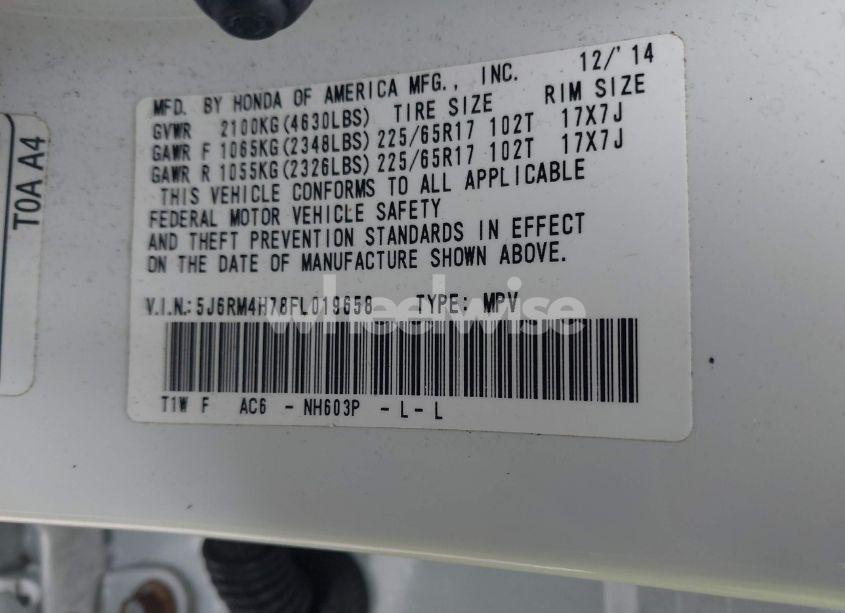 12/'14
MFD. BY HONDA OF AMERICA MFG., INC.
GVWR 2100KG(4630LBS) TIRE SIZE RIM SIZE
GAWR F 1065KG(2348LBS) 225/65R17 102T 17X7J
GAWR R 1055KG(2326LBS) 225/65R17 102T 17X7J
THIS VEHICLE CONFORMS TO ALL APPLICABLE
FEDERAL MOTOR VEHICLE SAFETY
AND THEFT PREVENTION STANDARDS IN EFFECT
ON THE DATE OF MANUFACTURE SHOWN ABOVE.
V.I.N.: 5J6RM4H78FL019658 TYPE: MPV
T1W F AC6 - NH603P - L - L
T0A A4
wheelwise